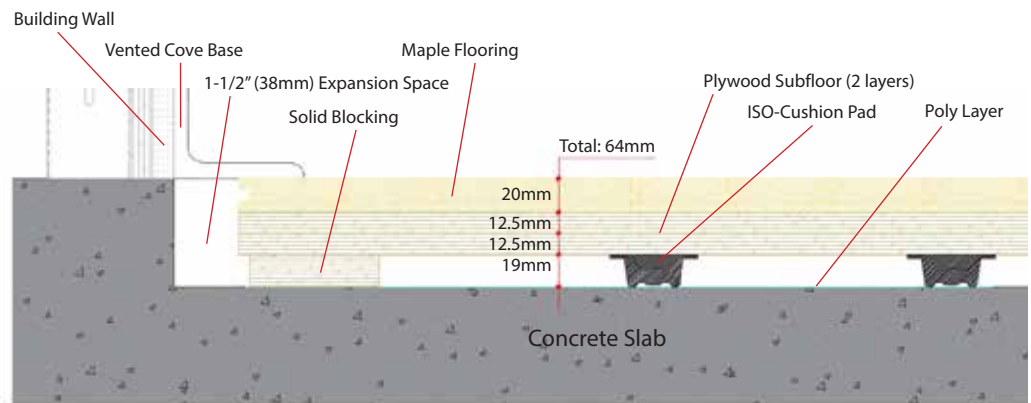 Building Wall
Vented Cove Base
Maple Flooring
1-1/2” (38mm) Expansion Space
Plywood Subfloor (2 layers)
Solid Blocking
ISO-Cushion Pad
Poly Layer
Total: 64mm
20mm
12.5mm
12.5mm
19mm
Concrete Slab